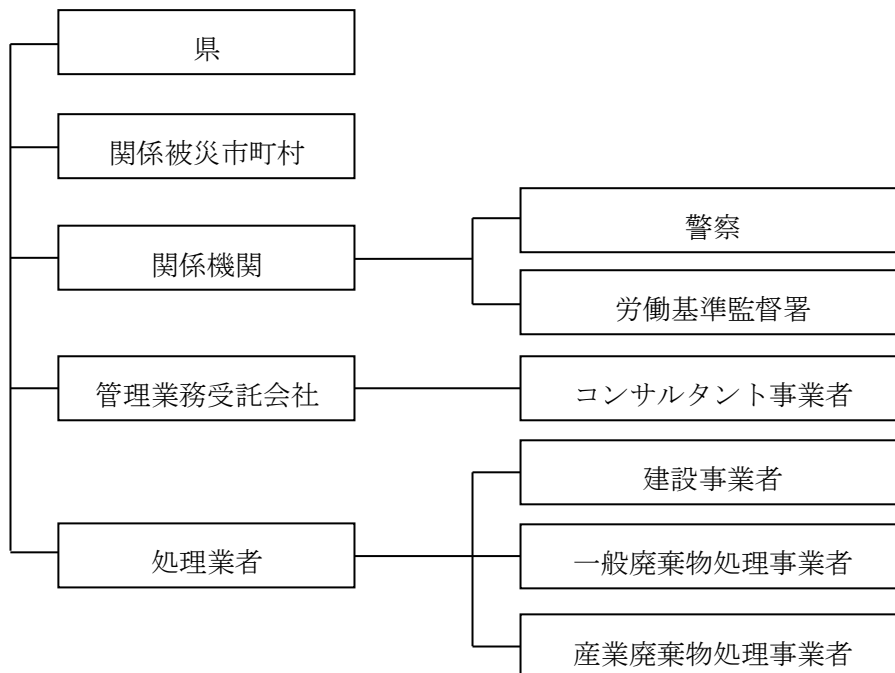 県
関係被災市町村
関係機関
警察
労働基準監督署
管理業務受託会社
コンサルタント事業者
処理業者
建設事業者
一般廃棄物処理事業者
産業廃棄物処理事業者